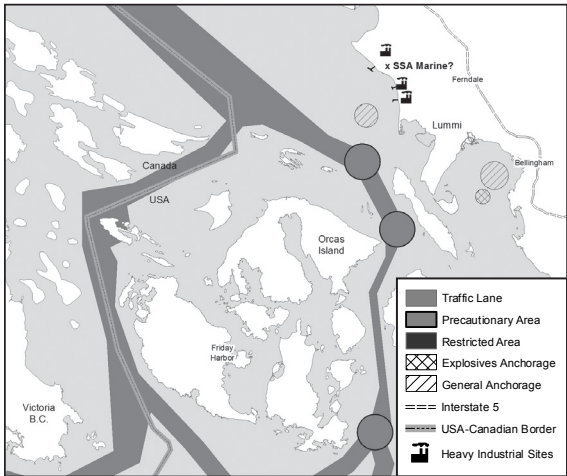 x SSA Marine?
Ferndale
Lummi
Bellingham
Canada
USA
Orcas
Island
Friday
Harbor
Victoria
B.C.
Traffic Lane
Precautionary Area
Restricted Area
Explosives Anchorage
General Anchorage
Interstate 5
USA-Canadian Border
Heavy Industrial Sites